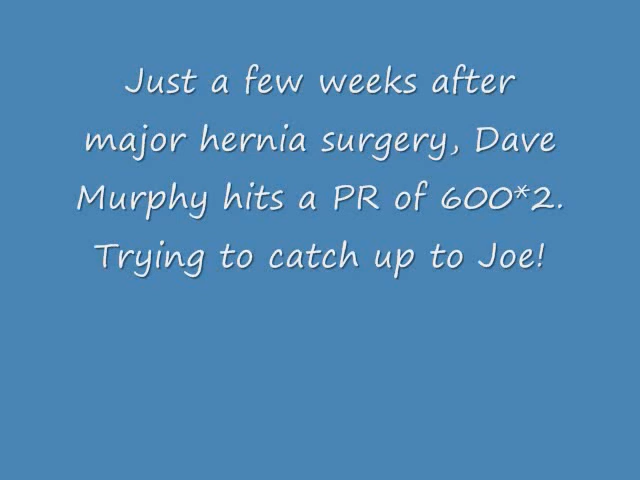 Just a few weeks after
major hernia surgery, Dave
Murphy hits a PR of 600*2.
Trying to catch up to Joe!